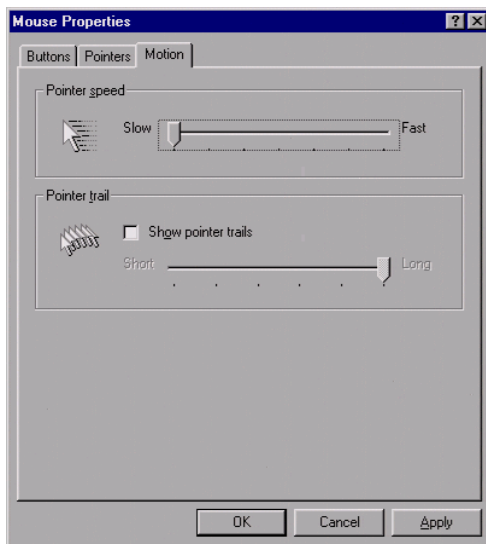 Mouse Properties
Buttons Pointers Motion
Pointer speed
Slow Fast
Pointer trail
Show pointer trails
Short Long
OK Cancel Apply